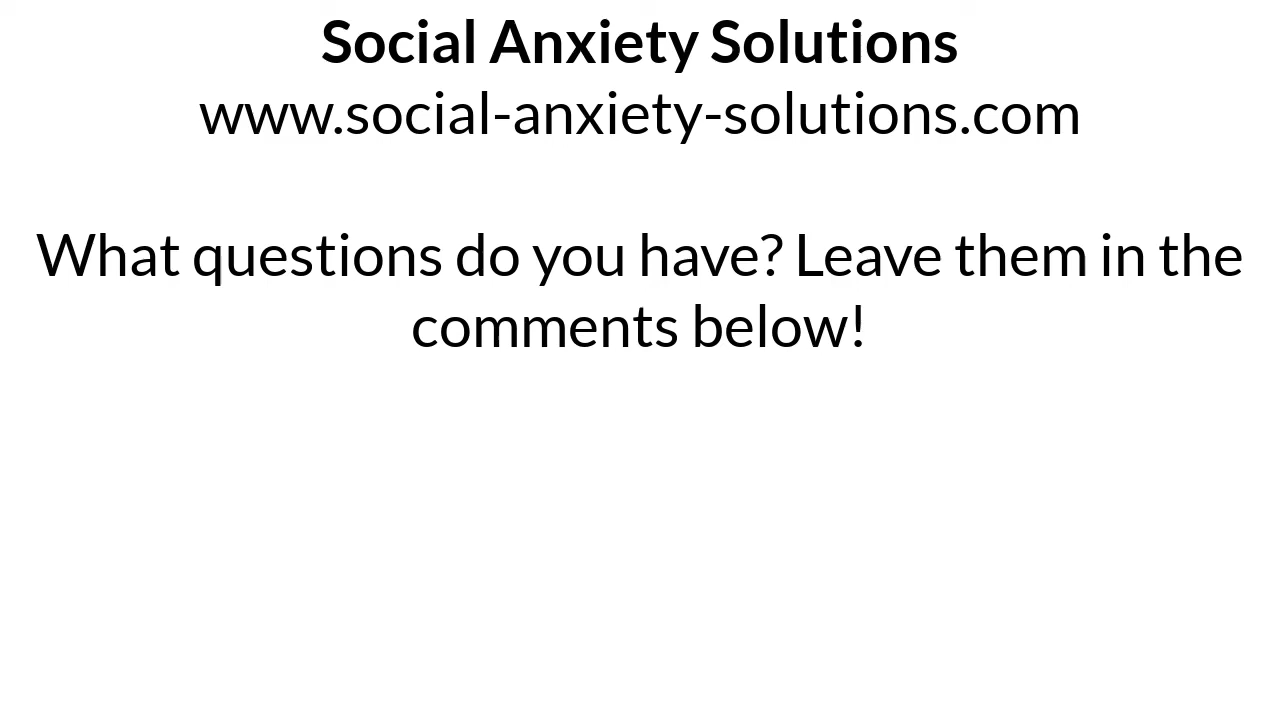 Social Anxiety Solutions
www.social-anxiety-solutions.com
What questions do you have? Leave them in the
comments below!